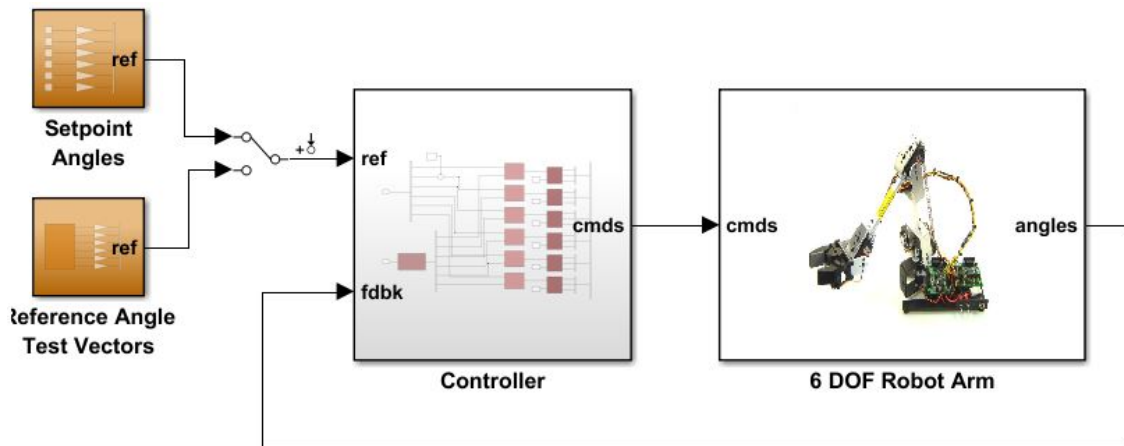 ref
Setpoint
Angles
ref
Reference Angle
Test Vectors
+
ref
fdbk
cmds
Controller
cmds
angles
6 DOF Robot Arm